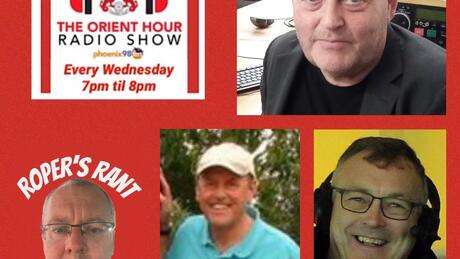 THE ORIENT HOUR
RADIO SHOW
phoenix98fm
Every Wednesday
7pm til 8pm
ROPER'S RANT